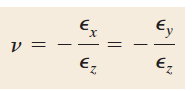 ν = − ϵx/ϵz = − ϵy/ϵz